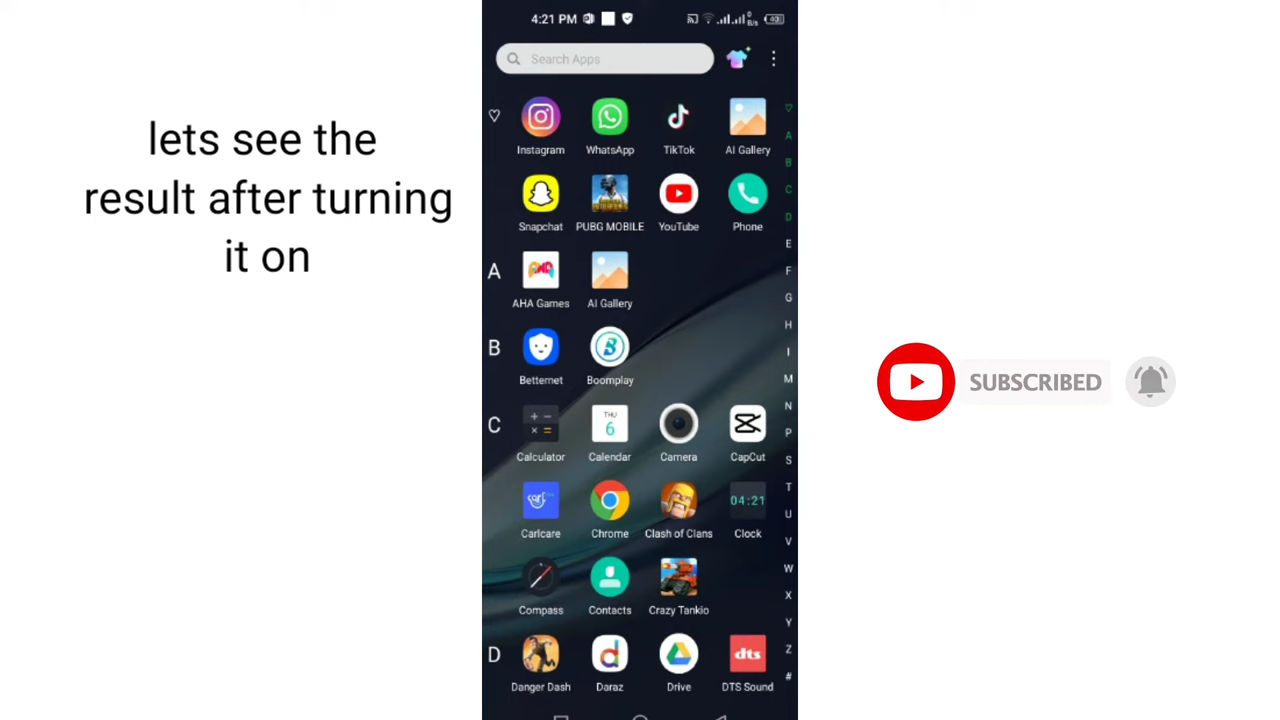 lets see the
result after turning
it on
4:21 PM
Search Apps
Instagram WhatsApp TikTok AI Gallery
Snapchat PUBG MOBILE YouTube Phone
A
AHA Games AI Gallery
B
Betternet Boomplay
C
THU
6
Calculator Calendar Camera CapCut
04:21
Carlcare Chrome Clash of Clans Clock
Compass Contacts Crazy Tankio
D
dts
Danger Dash Daraz Drive DTS Sound
A
B
C
D
E
F
G
H
I
M
N
P
S
T
U
V
W
X
Y
Z
#
SUBSCRIBED